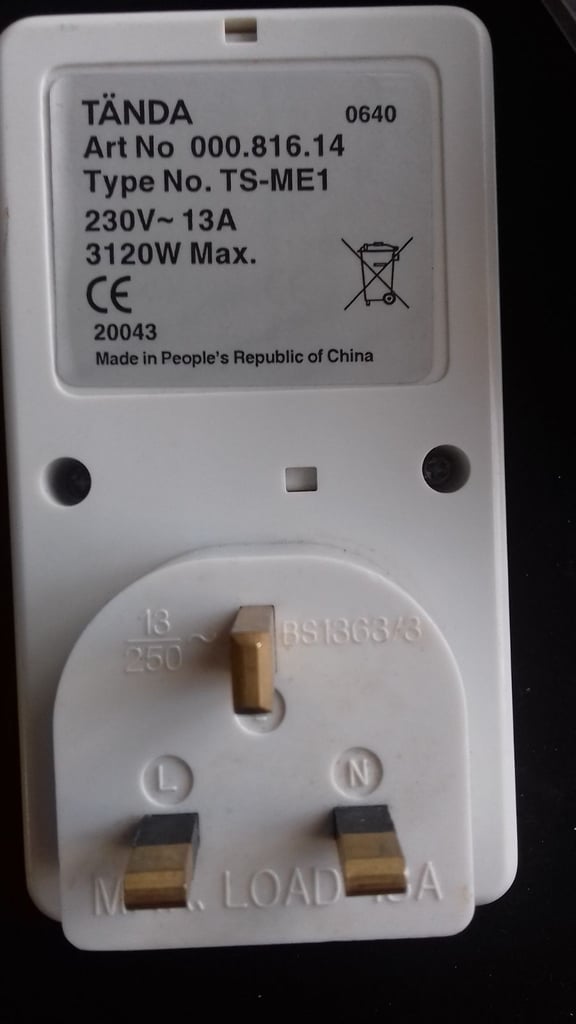 TÄNDA 0640
Art No 000.816.14
Type No. TS-ME1
230V~ 13A
3120W Max.
CE
20043
Made in People's Republic of China
13/250 ~ BS1363/3
L N
LOAD